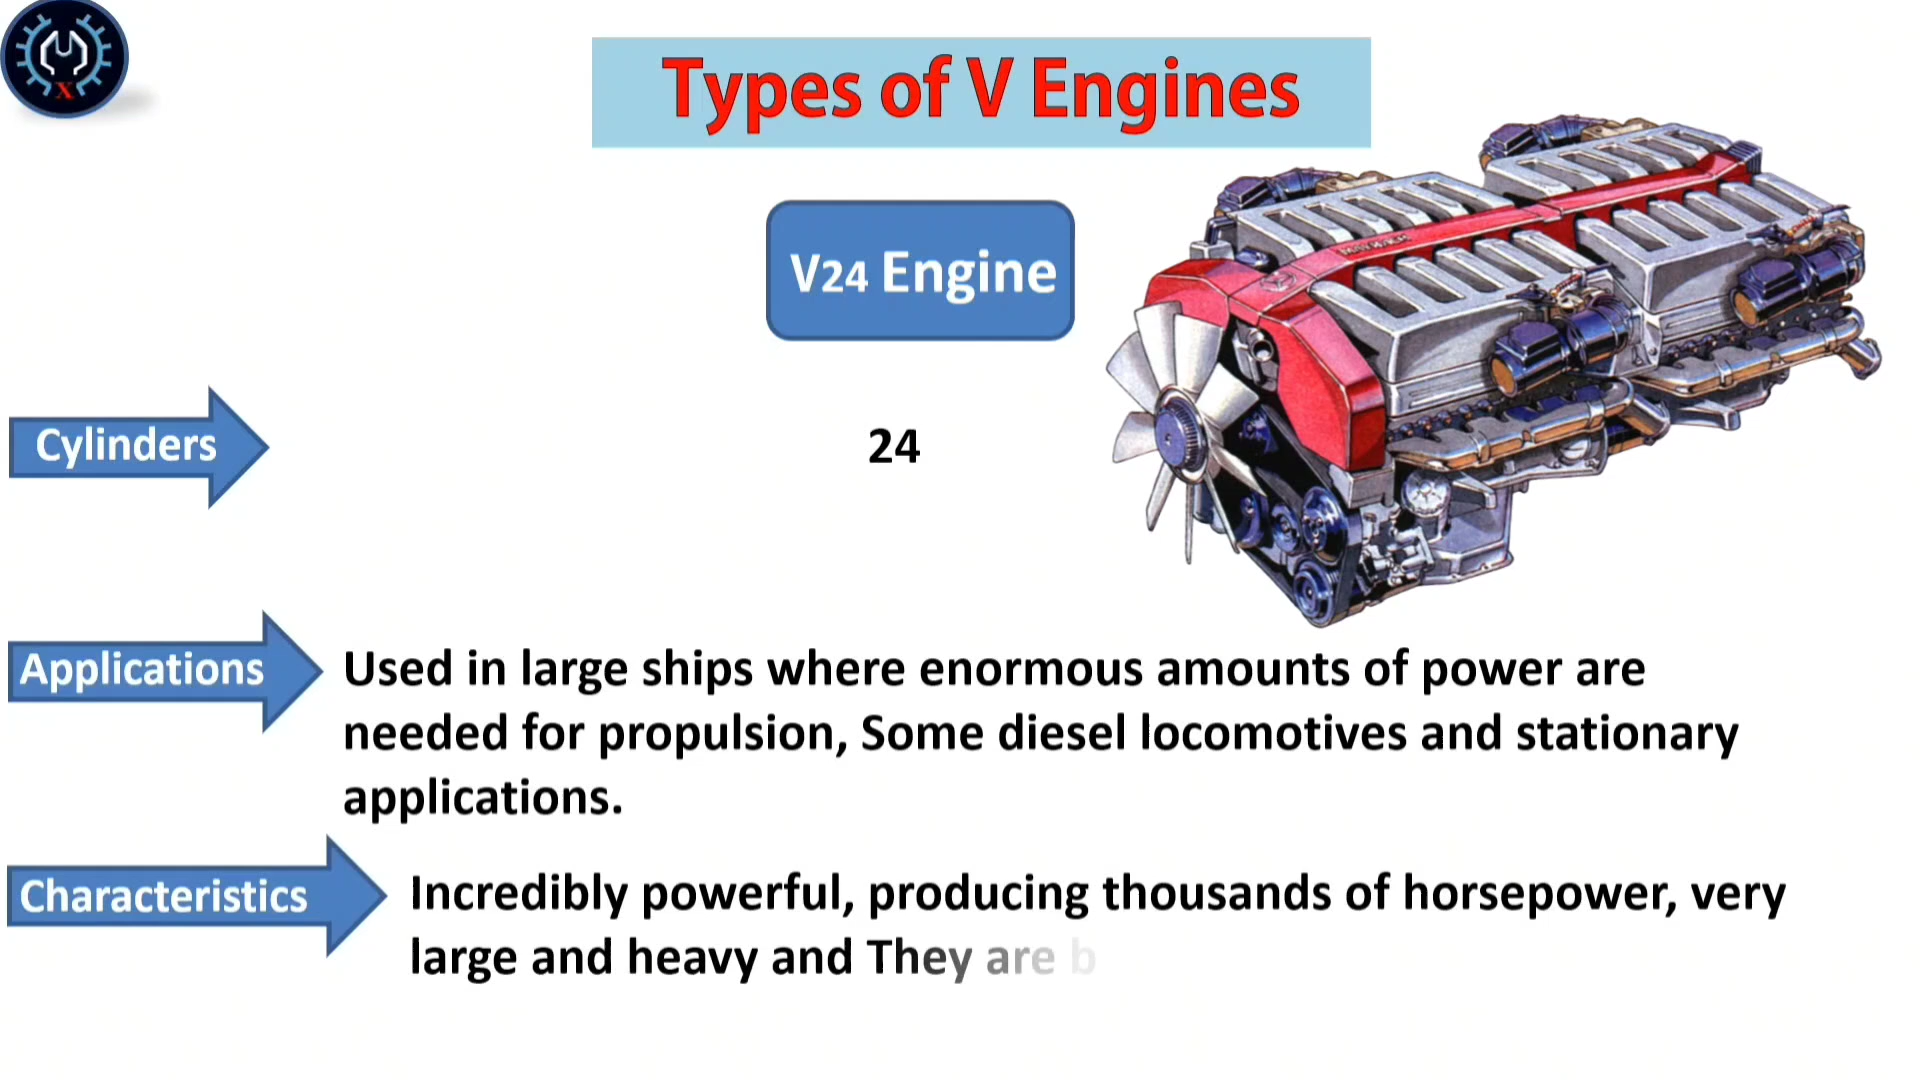 X
Types of V Engines
V24 Engine
Cylinders
24
Applications
Used in large ships where enormous amounts of power are
needed for propulsion, Some diesel locomotives and stationary
applications.
Characteristics
Incredibly powerful, producing thousands of horsepower, very
large and heavy and They are b